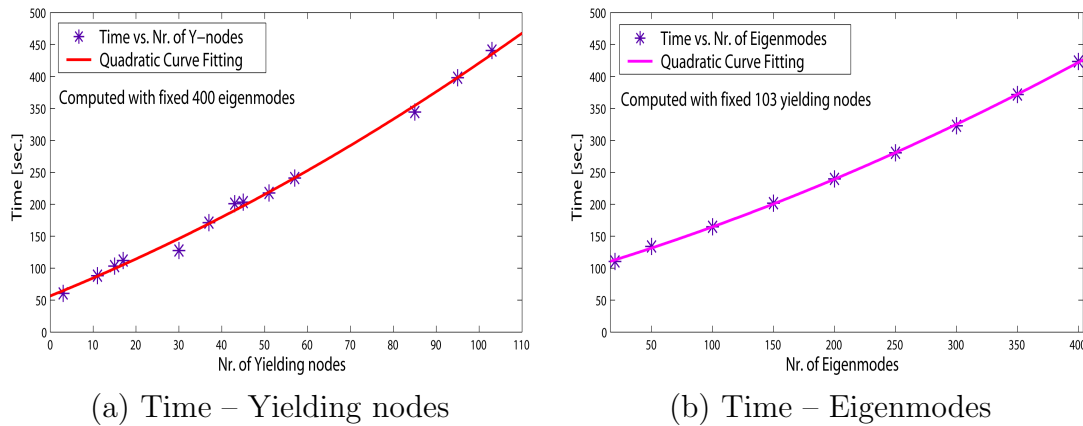 500
450
400
350
300
250
200
150
100
50
0
Time [sec.]
Time vs. Nr. of Y−nodes
Quadratic Curve Fitting
Computed with fixed 400 eigenmodes
0 10 20 30 40 50 60 70 80 90 100 110
Nr. of Yielding nodes
(a) Time – Yielding nodes
500
450
400
350
300
250
200
150
100
50
0
Time [sec.]
Time vs. Nr. of Eigenmodes
Quadratic Curve Fitting
Computed with fixed 103 yielding nodes
50 100 150 200 250 300 350 400
Nr. of Eigenmodes
(b) Time – Eigenmodes